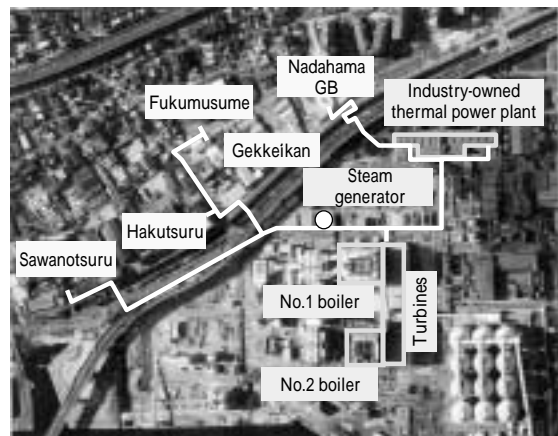 Nadahama
GB
Industry-owned
thermal power plant
Fukumusume
Gekkeikan
Steam
generator
Hakutsuru
Sawanotsuru
No.1 boiler
Turbines
No.2 boiler